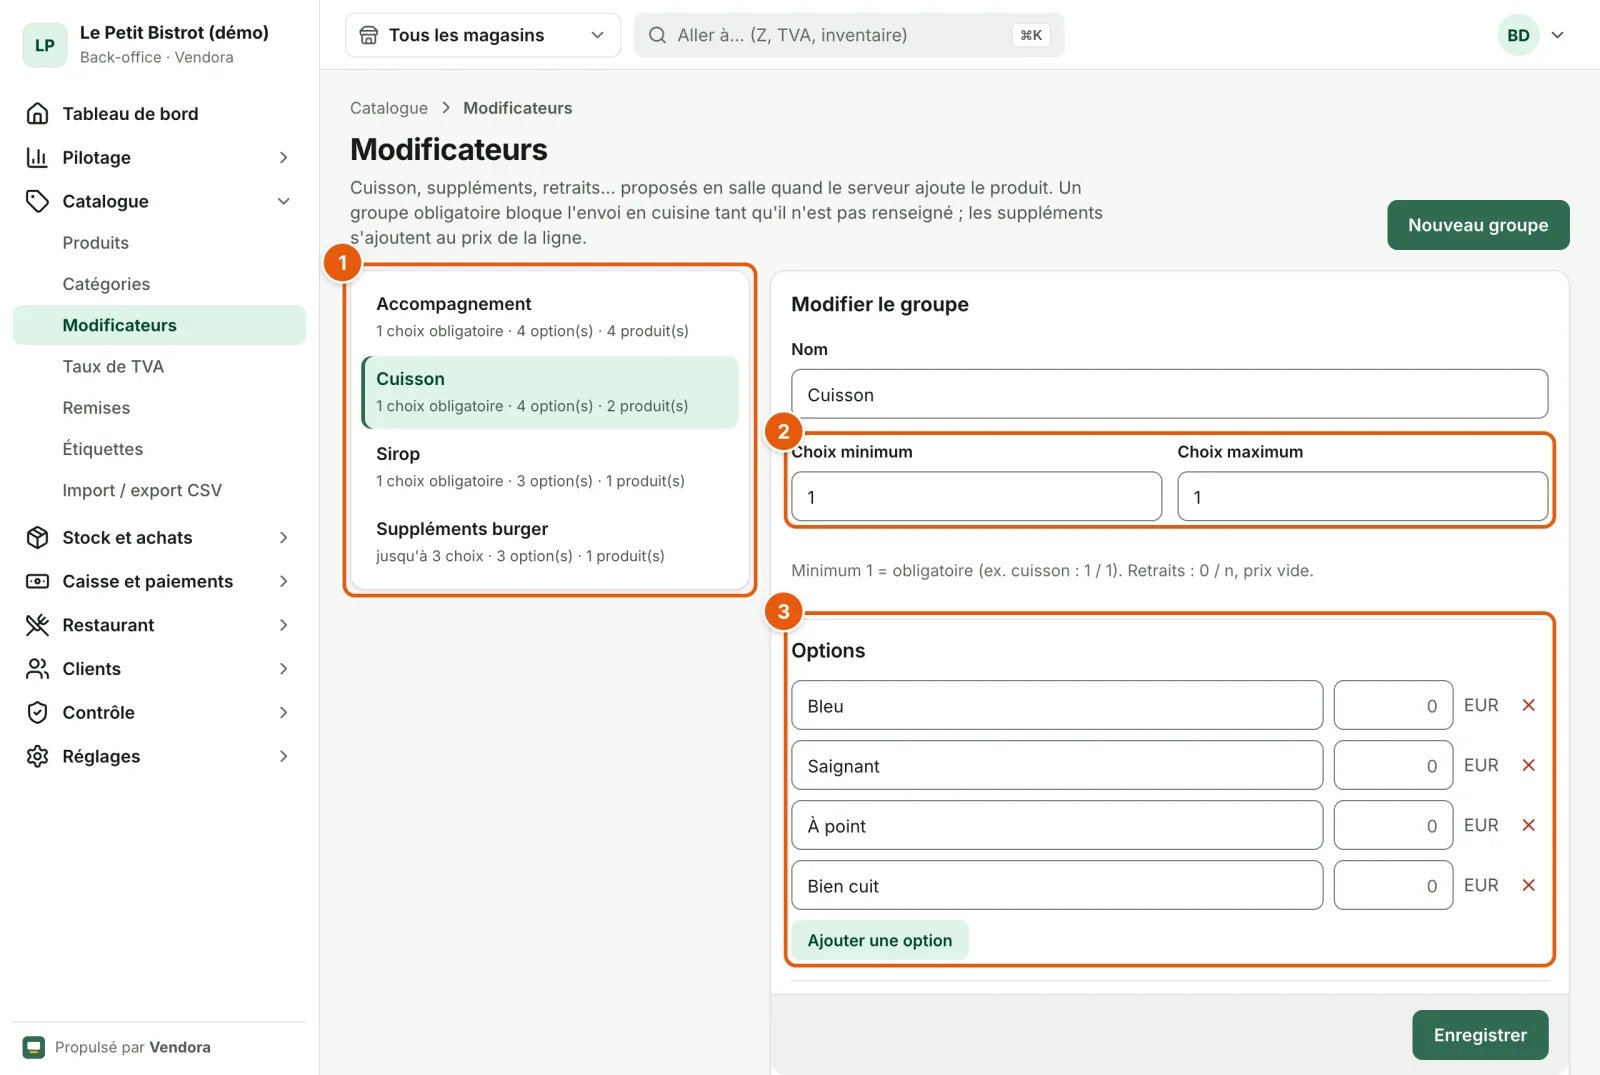 LP
Le Petit Bistrot (démo)
Back-office · Vendora
Tableau de bord
Pilotage
Catalogue
Produits
Catégories
Modificateurs
Taux de TVA
Remises
Étiquettes
Import / export CSV
Stock et achats
Caisse et paiements
Restaurant
Clients
Contrôle
Réglages
Propulsé par Vendora
Tous les magasins
Aller à... (Z, TVA, inventaire)
⌘K
BD
Catalogue > Modificateurs
Modificateurs
Cuisson, suppléments, retraits... proposés en salle quand le serveur ajoute le produit. Un
groupe obligatoire bloque l'envoi en cuisine tant qu'il n'est pas renseigné ; les suppléments
s'ajoutent au prix de la ligne.
Nouveau groupe
1
Accompagnement
1 choix obligatoire · 4 option(s) · 4 produit(s)
Cuisson
1 choix obligatoire · 4 option(s) · 2 produit(s)
Sirop
1 choix obligatoire · 3 option(s) · 1 produit(s)
Suppléments burger
jusqu'à 3 choix · 3 option(s) · 1 produit(s)
Modifier le groupe
Nom
Cuisson
2
Choix minimum
Choix maximum
1
1
Minimum 1 = obligatoire (ex. cuisson : 1 / 1). Retraits : 0 / n, prix vide.
3
Options
Bleu 0 EUR
Saignant 0 EUR
À point 0 EUR
Bien cuit 0 EUR
Ajouter une option
Enregistrer